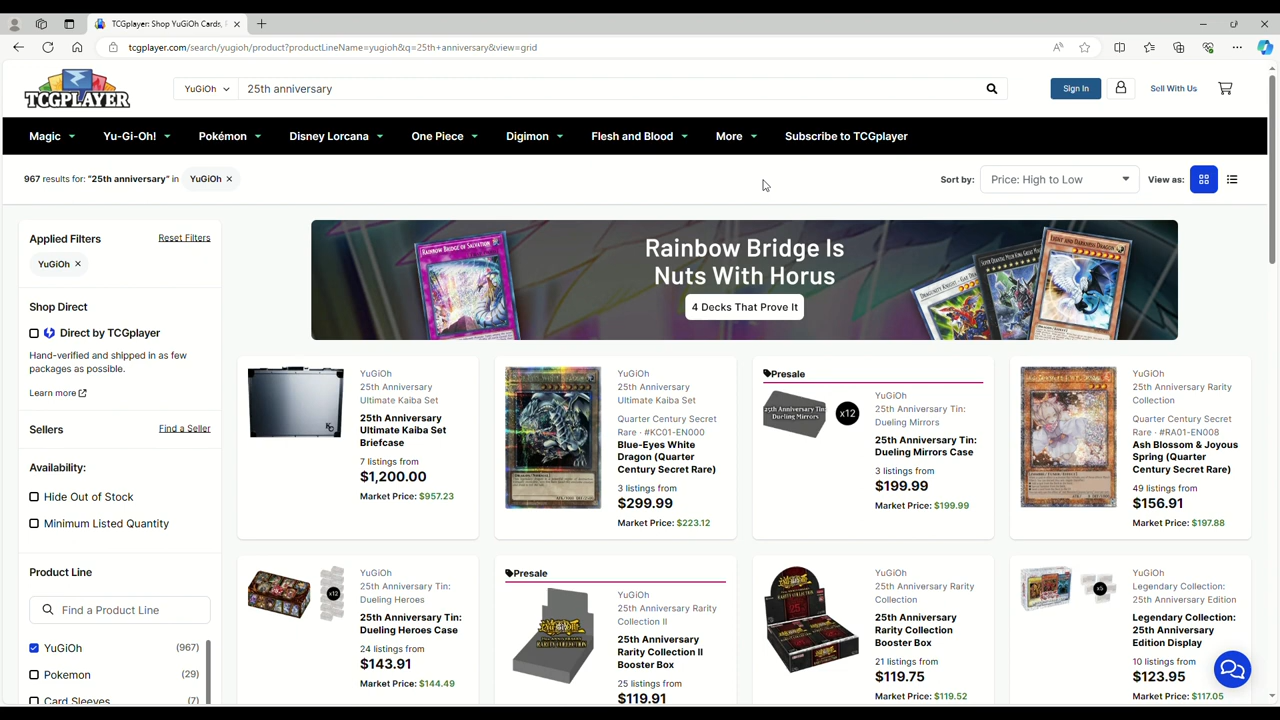 TCGplayer: Shop YuGiOh Cards,
tcgplayer.com/search/yugioh/product?productLineName=yugioh&q=25th+anniversary&view=grid
TCGPLAYER
YuGiOh
25th anniversary
Sign In
Sell With Us
Magic
Yu-Gi-Oh!
Pokémon
Disney Lorcana
One Piece
Digimon
Flesh and Blood
More
Subscribe to TCGplayer
967 results for: "25th anniversary" in
YuGiOh
Sort by:
Price: High to Low
View as:
Applied Filters
Reset Filters
YuGiOh
Shop Direct
Direct by TCGplayer
Hand-verified and shipped in as few
packages as possible.
Learn more
Sellers
Find a Seller
Availability:
Hide Out of Stock
Minimum Listed Quantity
Product Line
Find a Product Line
YuGiOh (967)
Pokemon (29)
Card Sleeves (7)
RAINBOW BRIDGE OF SALVATION
Rainbow Bridge Is
Nuts With Horus
4 Decks That Prove It
LIGHT AND DARKNESS DRAGON
YuGiOh
25th Anniversary
Ultimate Kaiba Set
25th Anniversary
Ultimate Kaiba Set
Briefcase
7 listings from
$1,200.00
Market Price: $957.23
YuGiOh
25th Anniversary
Ultimate Kaiba Set
Quarter Century Secret
Rare · #KC01-EN000
Blue-Eyes White
Dragon (Quarter
Century Secret Rare)
3 listings from
$299.99
Market Price: $223.12
Presale
25th Anniversary Tin:
Dueling Mirrors
x12
YuGiOh
25th Anniversary Tin:
Dueling Mirrors
25th Anniversary Tin:
Dueling Mirrors Case
3 listings from
$199.99
Market Price: $199.99
YuGiOh
25th Anniversary Rarity
Collection
Quarter Century Secret
Rare · #RA01-EN008
Ash Blossom & Joyous
Spring (Quarter
Century Secret Rare)
49 listings from
$156.91
Market Price: $197.88
x12
YuGiOh
25th Anniversary Tin:
Dueling Heroes
25th Anniversary Tin:
Dueling Heroes Case
24 listings from
$143.91
Market Price: $144.49
Presale
YuGiOh
25th Anniversary Rarity
Collection II
25th Anniversary
Rarity Collection II
Booster Box
25 listings from
$119.91
YuGiOh
25th Anniversary Rarity
Collection
25th Anniversary
Rarity Collection
Booster Box
21 listings from
$119.75
Market Price: $119.52
x5
YuGiOh
Legendary Collection:
25th Anniversary Edition
Legendary Collection:
25th Anniversary
Edition Display
10 listings from
$123.95
Market Price: $117.05